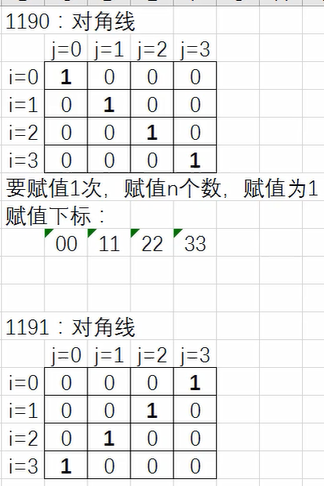 1190：对角线
j=0 j=1 j=2 j=3
i=0 1 0 0 0
i=1 0 1 0 0
i=2 0 0 1 0
i=3 0 0 0 1
要赋值1次，赋值n个数，赋值为1
赋值下标：
00 11 22 33
1191：对角线
j=0 j=1 j=2 j=3
i=0 0 0 0 1
i=1 0 0 1 0
i=2 0 1 0 0
i=3 1 0 0 0